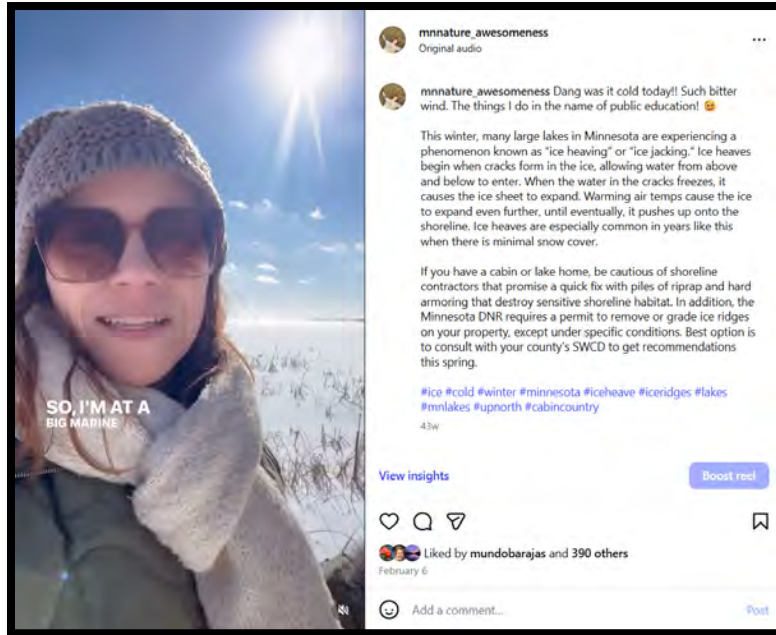 mnnature_awesomeness
Original audio
mnnature_awesomeness Dang was it cold today!! Such bitter
wind. The things I do in the name of public education!
This winter, many large lakes in Minnesota are experiencing a
phenomenon known as "ice heaving" or "ice jacking." Ice heaves
begin when cracks form in the ice, allowing water from above
and below to enter. When the water in the cracks freezes, it
causes the ice sheet to expand. Warming air temps cause the ice
to expand even further, until eventually, it pushes up onto the
shoreline. Ice heaves are especially common in years like this
when there is minimal snow cover.
If you have a cabin or lake home, be cautious of shoreline
contractors that promise a quick fix with piles of riprap and hard
armoring that destroy sensitive shoreline habitat. In addition, the
Minnesota DNR requires a permit to remove or grade ice ridges
on your property, except under specific conditions. Best option is
to consult with your county's SWCD to get recommendations
this spring.
#ice #cold #winter #minnesota #iceheave #iceridges #lakes
#mnlakes #upnorth #cabincountry
43w
SO, I'M AT A
BIG MARINE
View insights
Boost reel
Liked by mundobarajas and 390 others
February 6
Add a comment...
Post